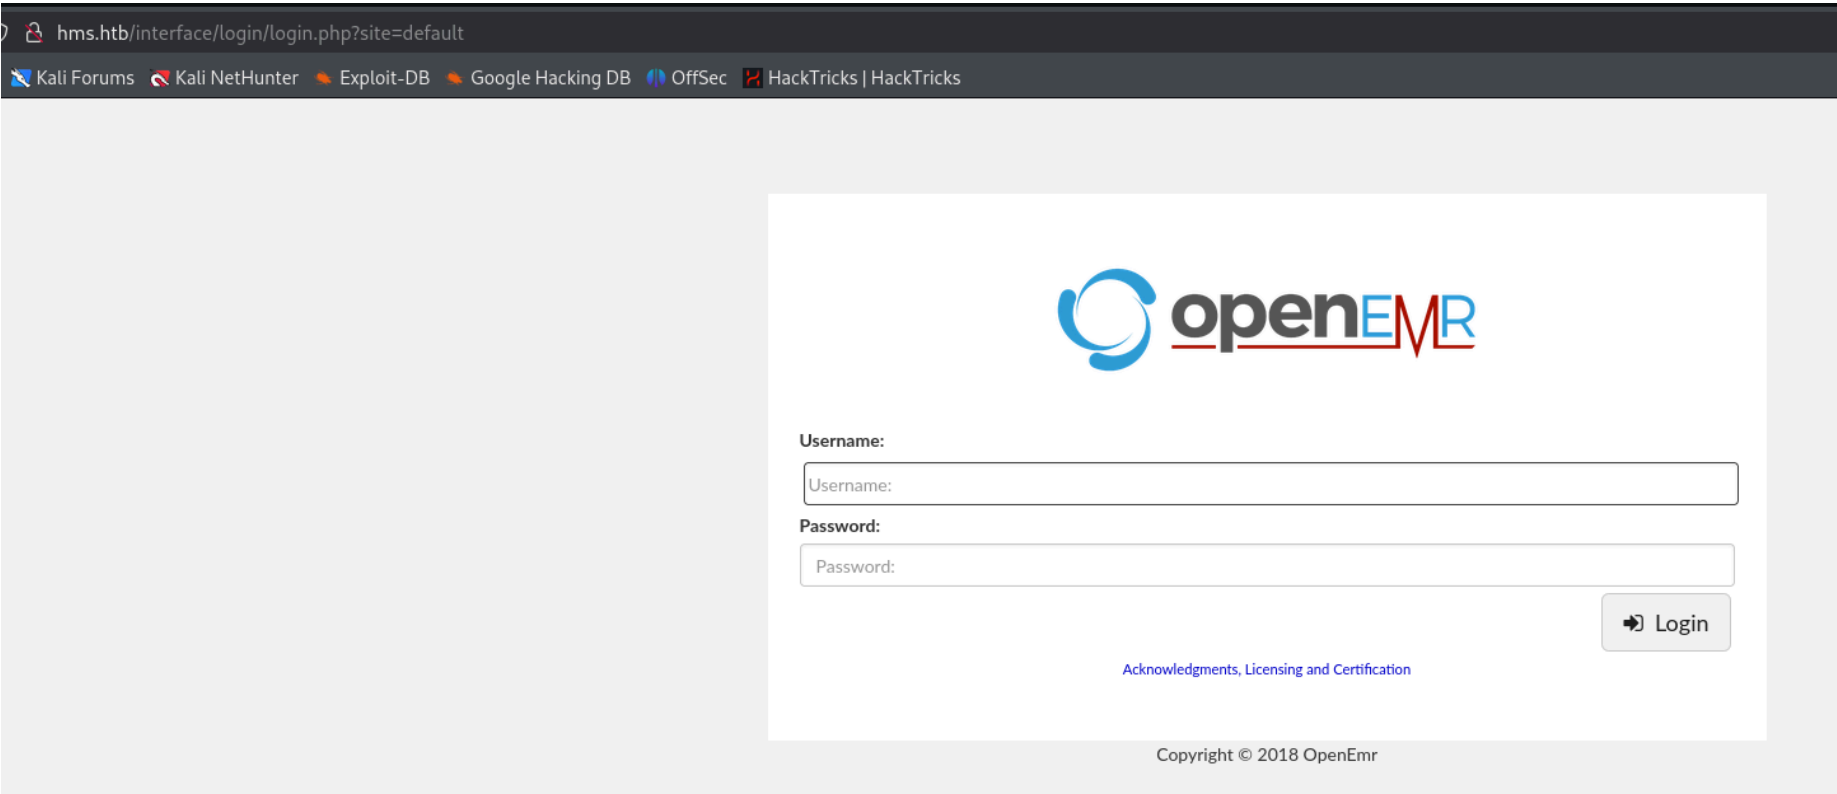 hms.htb/interface/login/login.php?site=default
Kali Forums Kali NetHunter Exploit-DB Google Hacking DB OffSec HackTricks | HackTricks
openEMR
Username:
Username:
Password:
Password:
Login
Acknowledgments, Licensing and Certification
Copyright © 2018 OpenEmr